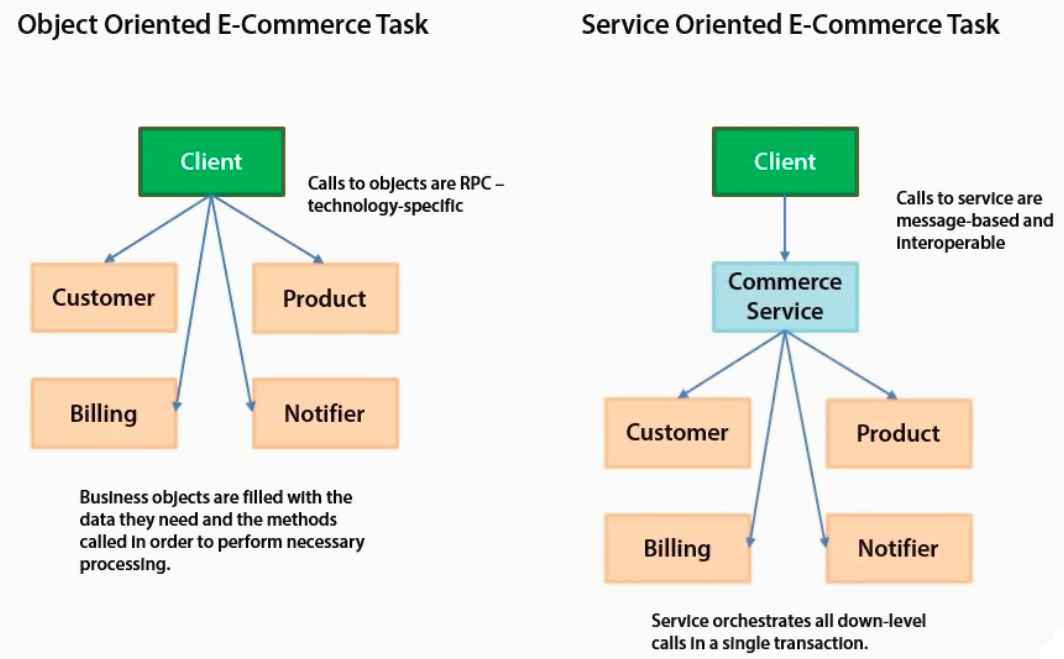 Object Oriented E-Commerce Task
Client
Calls to objects are RPC –
technology-specific
Customer
Product
Billing
Notifier
Business objects are filled with the
data they need and the methods
called in order to perform necessary
processing.
Service Oriented E-Commerce Task
Client
Calls to service are
message-based and
interoperable
Commerce
Service
Customer
Product
Billing
Notifier
Service orchestrates all down-level
calls in a single transaction.